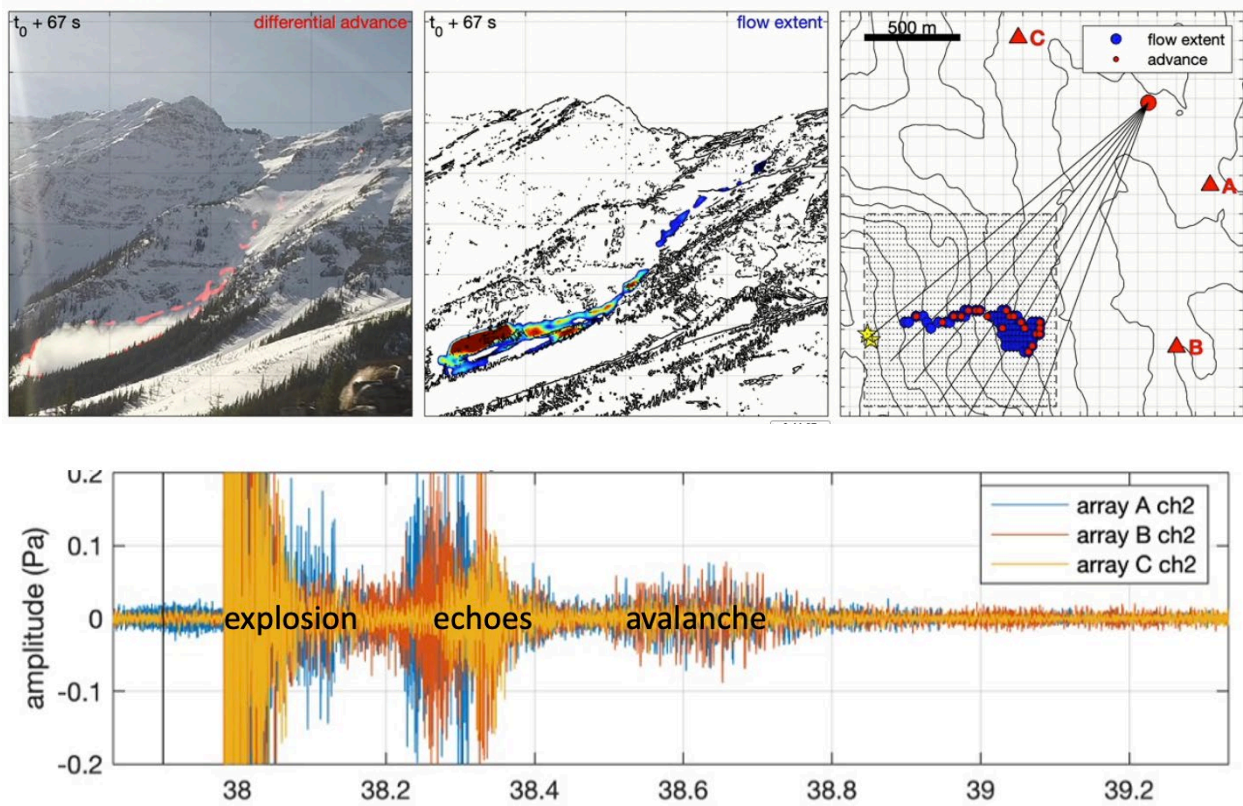 t0 + 67 s
differential advance
t0 + 67 s
flow extent
500 m
C
flow extent
advance
A
B
0.2
0.1
0
-0.1
-0.2
amplitude (Pa)
explosion
echoes
avalanche
array A ch2
array B ch2
array C ch2
38
38.2
38.4
38.6
38.8
39
39.2